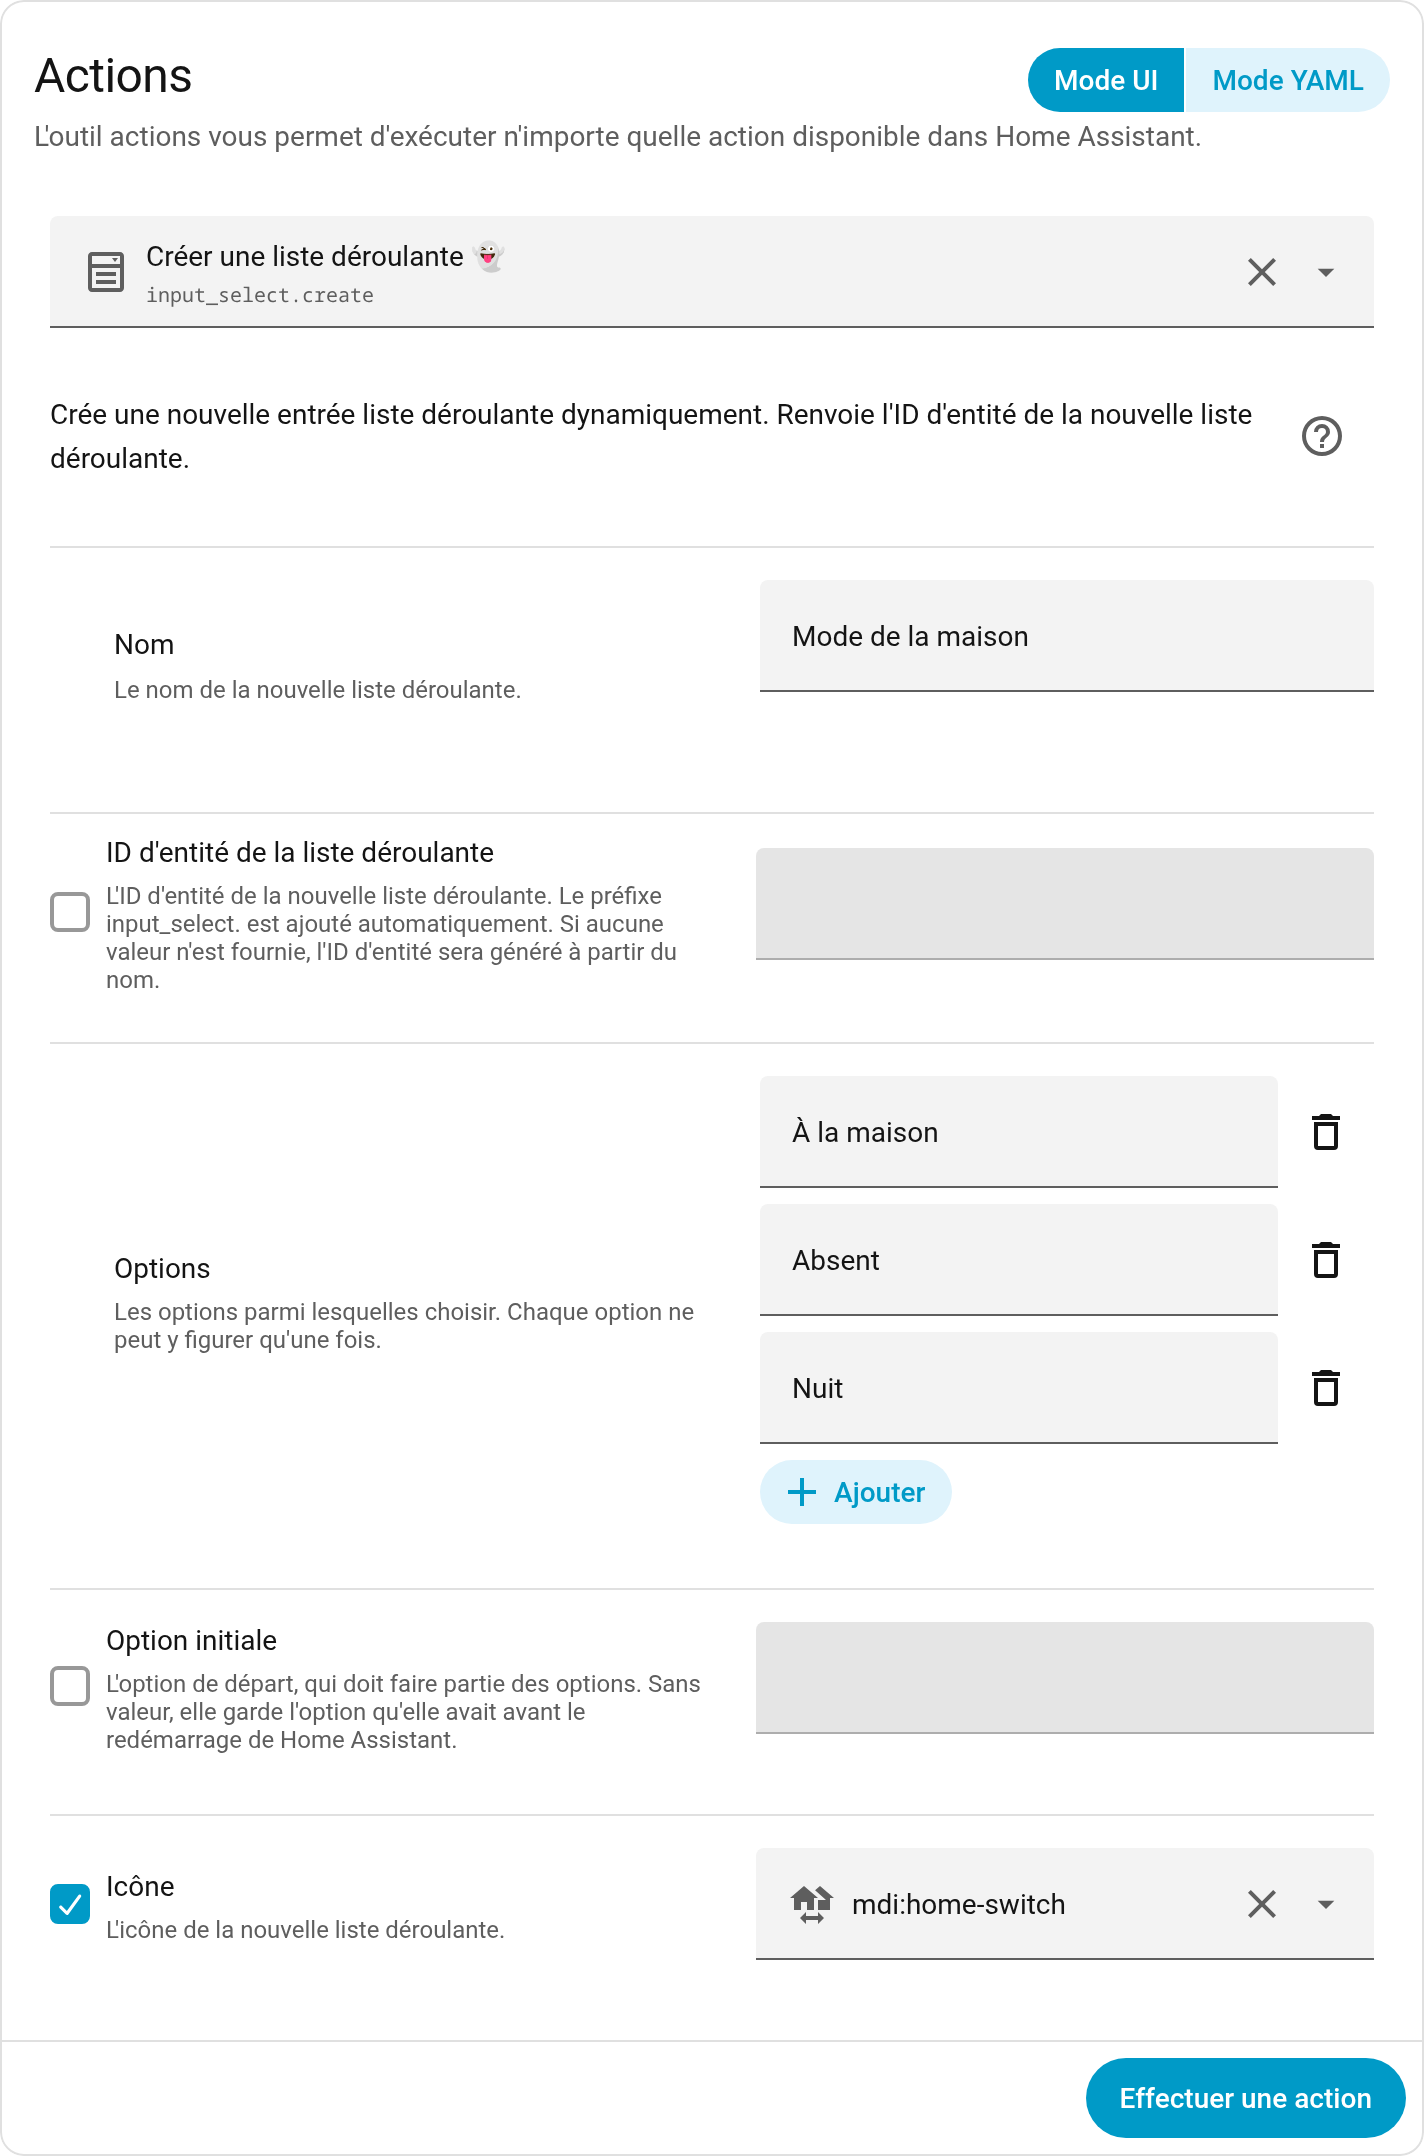 Actions
Mode UI
Mode YAML
L'outil actions vous permet d'exécuter n'importe quelle action disponible dans Home Assistant.
Créer une liste déroulante 👻
input_select.create
Crée une nouvelle entrée liste déroulante dynamiquement. Renvoie l'ID d'entité de la nouvelle liste
déroulante.
Nom
Le nom de la nouvelle liste déroulante.
Mode de la maison
ID d'entité de la liste déroulante
L'ID d'entité de la nouvelle liste déroulante. Le préfixe
input_select. est ajouté automatiquement. Si aucune
valeur n'est fournie, l'ID d'entité sera généré à partir du
nom.
Options
Les options parmi lesquelles choisir. Chaque option ne
peut y figurer qu'une fois.
À la maison
Absent
Nuit
Ajouter
Option initiale
L'option de départ, qui doit faire partie des options. Sans
valeur, elle garde l'option qu'elle avait avant le
redémarrage de Home Assistant.
Icône
L'icône de la nouvelle liste déroulante.
mdi:home-switch
Effectuer une action